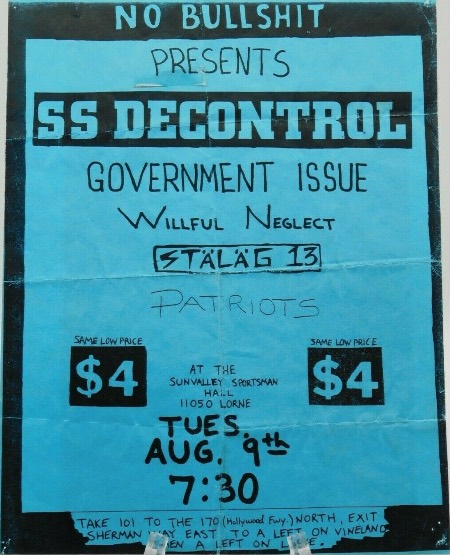 NO BULLSHIT
PRESENTS
SS DECONTROL
GOVERNMENT ISSUE
WILLFUL NEGLECT
STÄLÄG 13
PATRIOTS
SAME LOW PRICE
$4
SAME LOW PRICE
$4
AT THE
SUNVALLEY SPORTSMAN
HALL
11050 LORNE
TUES.
AUG. 9th
7:30
TAKE 101 TO THE 170 (Hollywood Fwy.) NORTH, EXIT
SHERMAN WAY EAST TO A LEFT ON VINELAND
A LEFT ON